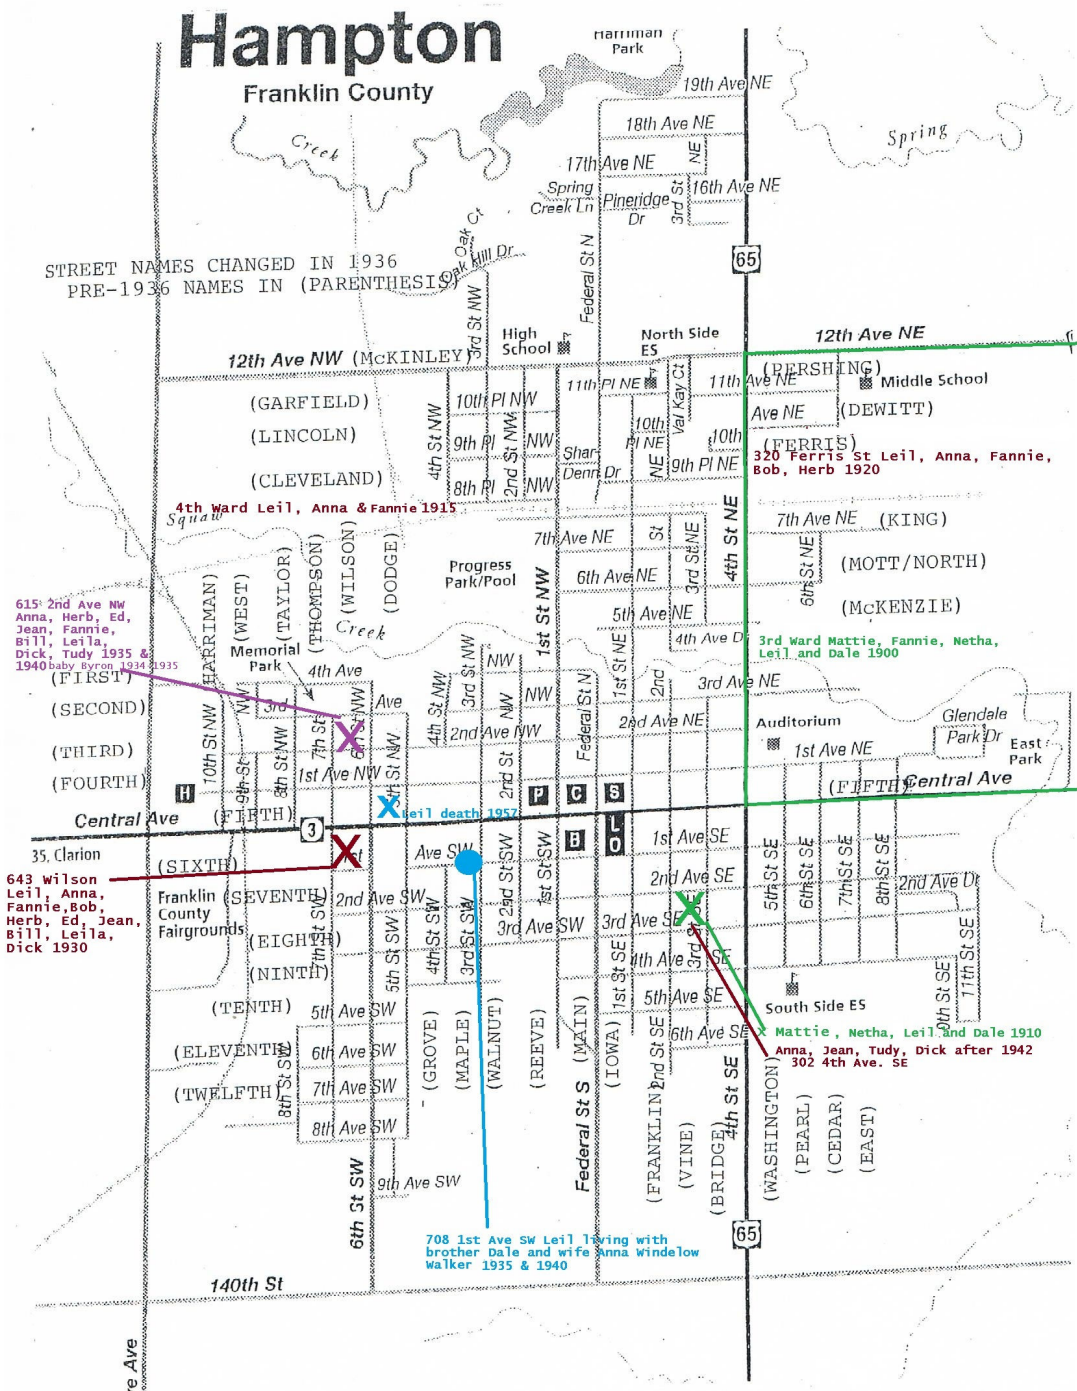 Hampton
Franklin County
Harriman
Park
19th Ave NE
18th Ave NE
17th Ave NE
NE
Spring
Creek Ln
Pineridge
Dr
3rd St
16th Ave NE
Creek
Spring
Oak Ct
Oak Hill Dr
STREET NAMES CHANGED IN 1936
PRE-1936 NAMES IN (PARENTHESIS)
65
3rd St NW
Federal St N
High
School
North Side
ES
12th Ave NE
12th Ave NW (McKINLEY)
(PERSHING)
11th Pl NE
Val Kay Ct
11th Ave NE
Middle School
(GARFIELD)
10th Pl NW
Ave NE
(DEWITT)
(LINCOLN)
4th St NW
9th Pl
2nd St NW
NW
Shar
Denn Dr
10th
Pl NE
10th
(FERRIS)
320 Ferris St Leil, Anna, Fannie,
Bob, Herb 1920
(CLEVELAND)
8th Pl
NW
NE
9th Pl NE
4th Ward Leil, Anna & Fannie 1915
Squaw
7th Ave NE
St
3rd St NE
4th St NE
7th Ave NE
(KING)
(HARRIMAN)
(WEST)
(TAYLOR)
(THOMPSON)
(WILSON)
(DODGE)
Progress
Park/Pool
1st St NW
6th Ave NE
6th St NE
(MOTT/NORTH)
5th Ave NE
(McKENZIE)
615 2nd Ave NW
Anna, Herb, Ed,
Jean, Fannie,
Bill, Leila,
Dick, Tudy 1935 &
1940 baby Byron 1934-1935
Creek
Memorial
Park
4th Ave
4th Ave D
3rd Ward Mattie, Fannie, Netha,
Leil and Dale 1900
(FIRST)
NW
3rd
Ave
4th St NW
3rd St NW
NW
NW
NW
1st St NE
2nd
3rd Ave NE
(SECOND)
10th St NW
8th St NW
7th St
6th St NW
2nd Ave NW
Federal St N
2nd Ave NE
Auditorium
Glendale
Park Dr
(THIRD)
9th St
5th St NW
2nd St
1st Ave NE
East
Park
(FOURTH)
1st Ave NW
H
P
C
S
(FIFTH)
Central Ave
Central Ave
(FIFTH)
3
Leil death 1957
B
L
O
1st Ave SE
35, Clarion
(SIXTH)
1st
Ave SW
2nd St SW
1st St SW
5th St SE
6th St SE
7th St SE
8th St SE
643 Wilson
Leil, Anna,
Fannie,Bob,
Herb, Ed, Jean,
Bill, Leila,
Dick 1930
Franklin
County
Fairgrounds
(SEVENTH)
2nd Ave SW
2nd Ave SE
2nd Ave Dr
(EIGHTH)
7th St SW
5th St SW
4th St SW
3rd St SW
3rd Ave SW
3rd Ave SE
3rd St SE
(NINTH)
1st St SE
4th Ave
SE
9th St SE
11th St SE
(TENTH)
5th Ave SW
5th Ave SE
South Side ES
6th Ave SE
x Mattie, Netha, Leil and Dale 1910
Anna, Jean, Tudy, Dick after 1942
302 4th Ave. SE
(ELEVENTH)
8th St SW
6th Ave SW
(GROVE)
(MAPLE)
(WALNUT)
(REEVE)
Federal St S
(MAIN)
(IOWA)
2nd St SE
(FRANKLIN)
(VINE)
(BRIDGE)
4th St SE
(WASHINGTON)
(PEARL)
(CEDAR)
(EAST)
(TWELFTH)
7th Ave SW
8th Ave SW
9th Ave SW
6th St SW
708 1st Ave SW Leil living with
brother Dale and wife Anna Windelow
Walker 1935 & 1940
65
140th St
Ave